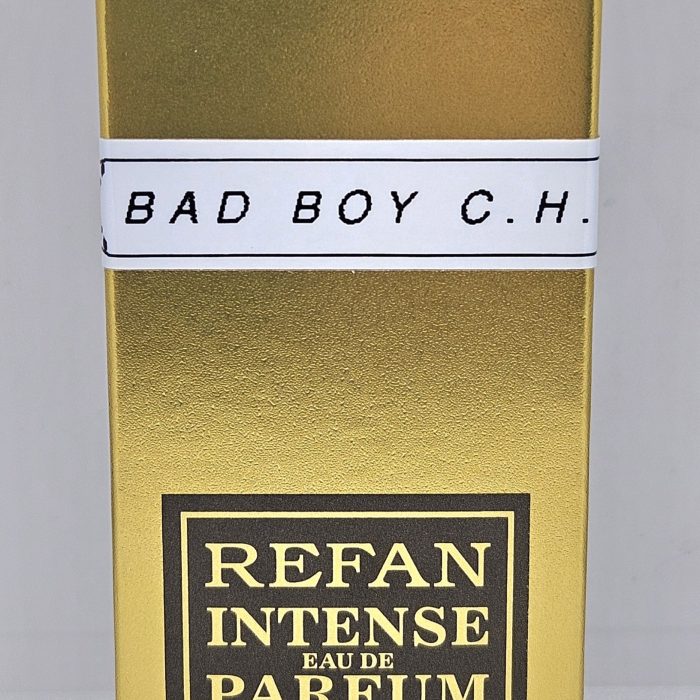 BAD BOY C.H.
REFAN
INTENSE
EAU DE
PARFUM